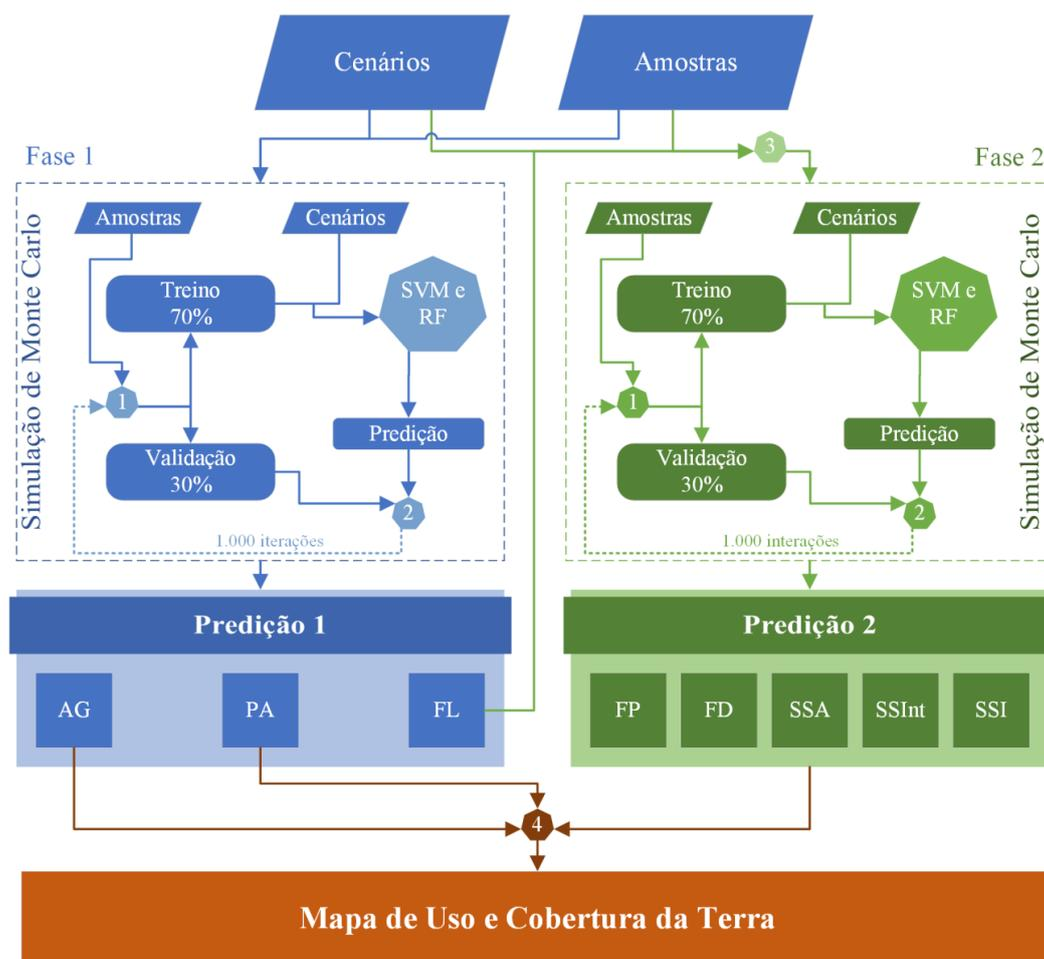 Cenários
Amostras
3
Fase 1
Fase 2
Simulação de Monte Carlo
Amostras
Cenários
Treino
70%
SVM e
RF
1
Predição
Validação
30%
2
1.000 iterações
Amostras
Cenários
Treino
70%
SVM e
RF
1
Predição
Validação
30%
2
1.000 interações
Simulação de Monte Carlo
Predição 1
AG
PA
FL
Predição 2
FP
FD
SSA
SSInt
SSI
4
Mapa de Uso e Cobertura da Terra